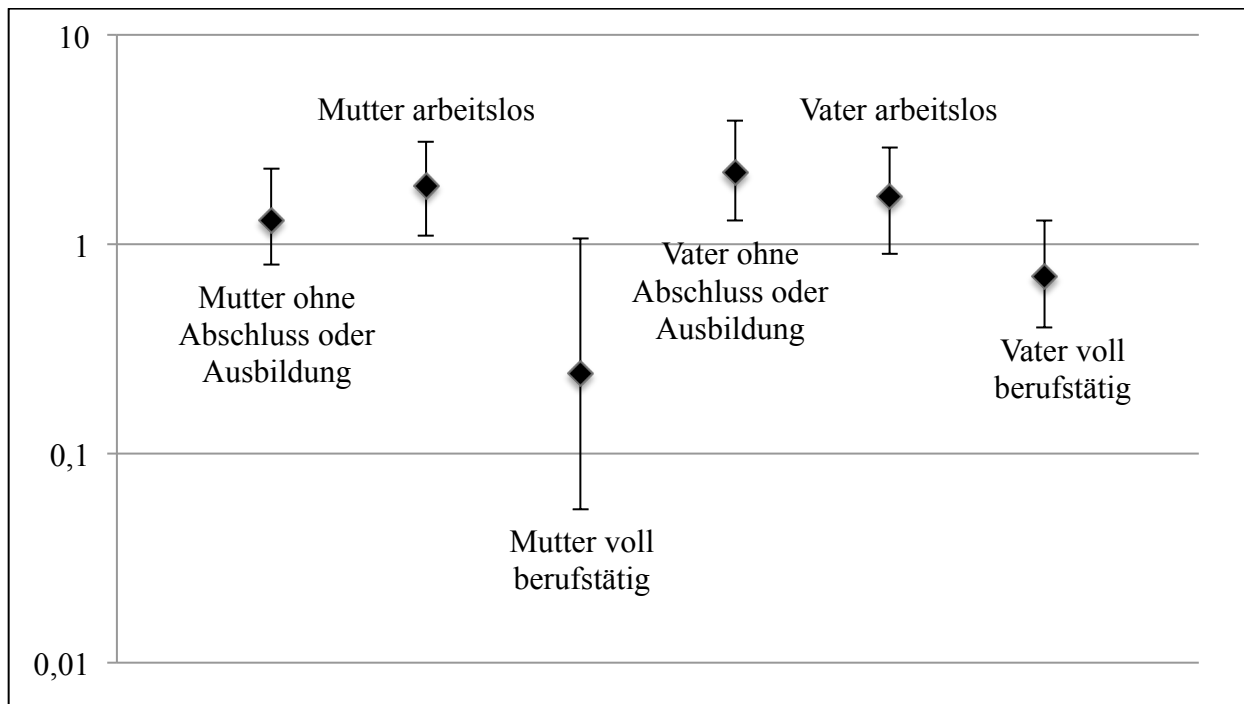 10
Mutter arbeitslos
Vater arbeitslos
1
Mutter ohne
Abschluss oder
Ausbildung
Vater ohne
Abschluss oder
Ausbildung
Vater voll
berufstätig
0,1
Mutter voll
berufstätig
0,01